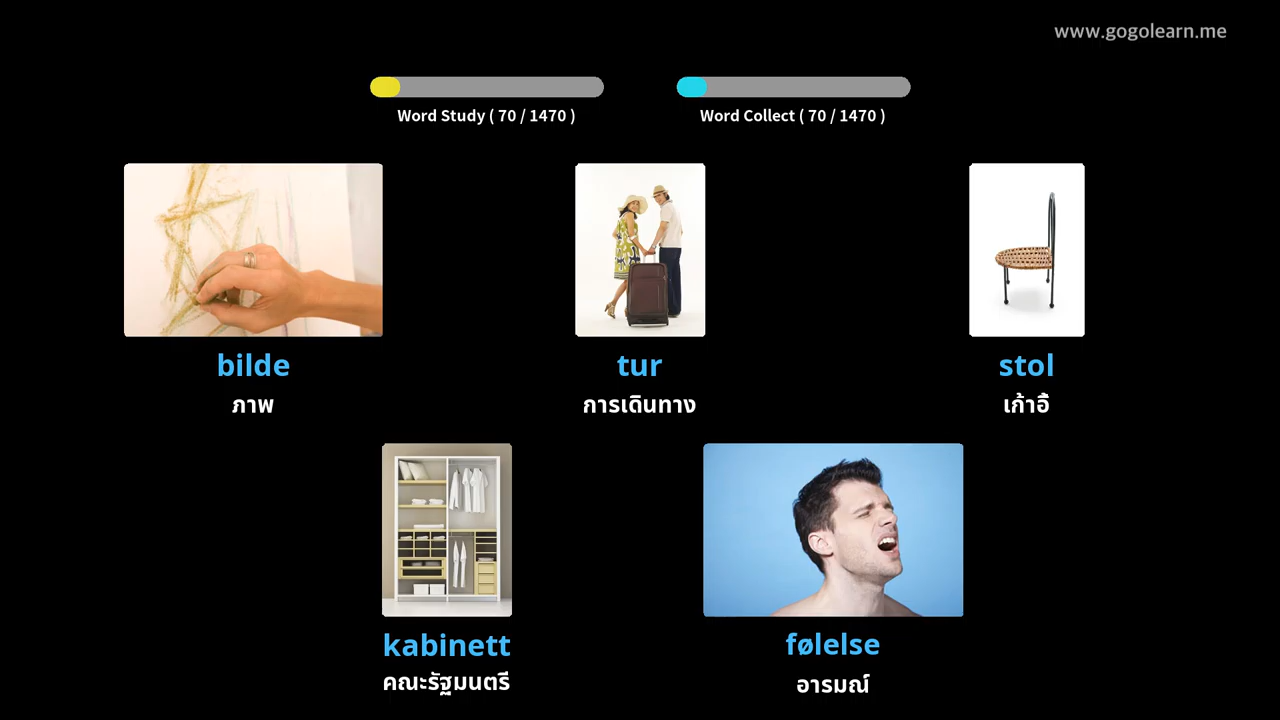 www.gogolearn.me
Word Study ( 70 / 1470 )
Word Collect ( 70 / 1470 )
bilde
ภาพ
tur
การเดินทาง
stol
เก้าอี้
kabinett
คณะรัฐมนตรี
følelse
อารมณ์